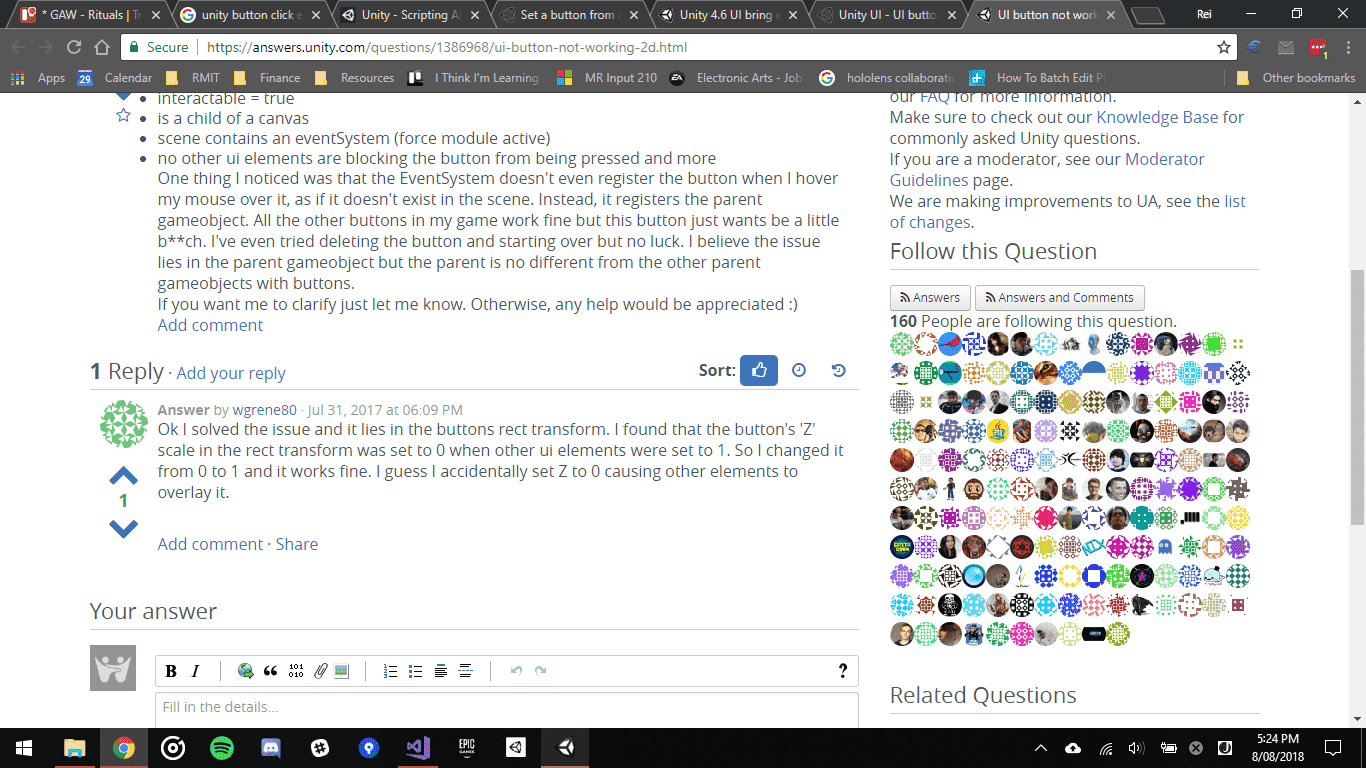 * GAW - Rituals | Tr
unity button click e
Unity - Scripting A
Set a button from
Unity 4.6 UI bring e
Unity UI - UI butto
UI button not work
Rei
Secure
https://answers.unity.com/questions/1386968/ui-button-not-working-2d.html
1
Apps
29
Calendar
RMIT
Finance
Resources
I Think I'm Learning
MR Input 210
EA
Electronic Arts - Job
hololens collaborati
How To Batch Edit P
Other bookmarks
interactable = true
is a child of a canvas
scene contains an eventSystem (force module active)
no other ui elements are blocking the button from being pressed and more
One thing I noticed was that the EventSystem doesn't even register the button when I hover
my mouse over it, as if it doesn't exist in the scene. Instead, it registers the parent
gameobject. All the other buttons in my game work fine but this button just wants be a little
b**ch. I've even tried deleting the button and starting over but no luck. I believe the issue
lies in the parent gameobject but the parent is no different from the other parent
gameobjects with buttons.
If you want me to clarify just let me know. Otherwise, any help would be appreciated :)
Add comment
1 Reply · Add your reply
Sort:
Answer by wgrene80 · Jul 31, 2017 at 06:09 PM
Ok I solved the issue and it lies in the buttons rect transform. I found that the button's 'Z'
scale in the rect transform was set to 0 when other ui elements were set to 1. So I changed it
from 0 to 1 and it works fine. I guess I accidentally set Z to 0 causing other elements to
overlay it.
1
Add comment · Share
Your answer
B I
101
010
?
Fill in the details...
our FAQ for more information.
Make sure to check out our Knowledge Base for
commonly asked Unity questions.
If you are a moderator, see our Moderator
Guidelines page.
We are making improvements to UA, see the list
of changes.
Follow this Question
Answers
Answers and Comments
160 People are following this question.
Related Questions
EPIC
GAMES
5:24 PM
8/08/2018